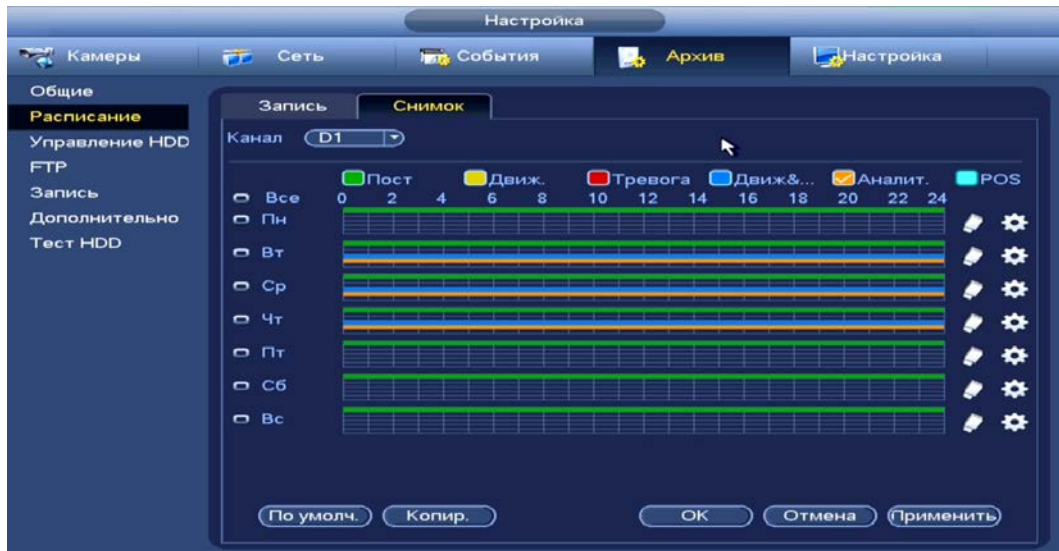 Настройка
Камеры Сеть События Архив Настройка
Общие
Расписание
Управление HDD
FTP
Запись
Дополнительно
Тест HDD
Запись Снимок
Канал D1
Пост Движ. Тревога Движ&... Аналит. POS
Все 0 2 4 6 8 10 12 14 16 18 20 22 24
Пн
Вт
Ср
Чт
Пт
Сб
Вс
По умолч. Копир. OK Отмена Применить